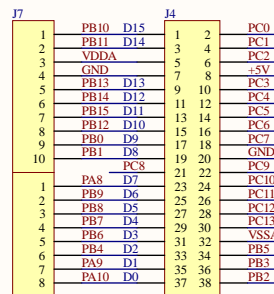 J7 J4
1 PB10 D15 1 2 PC0
2 PB11 D14 3 4 PC1
3 VDDA 5 6 PC2
4 GND 7 8 +5V
5 PB13 D13 9 10 PC3
6 PB14 D12 11 12 PC4
7 PB15 D11 13 14 PC5
8 PB12 D10 15 16 PC6
9 PB0 D9 17 18 PC7
10 PB1 D8 19 20 GND
PC8 21 22 PC9
1 PA8 D7 23 24 PC10
2 PB9 D6 25 26 PC11
3 PB8 D5 27 28 PC12
4 PB7 D4 29 30 PC13
5 PB6 D3 31 32 VSSA
6 PB4 D2 33 34 PB5
7 PA9 D1 35 36 PB3
8 PA10 D0 37 38 PB2